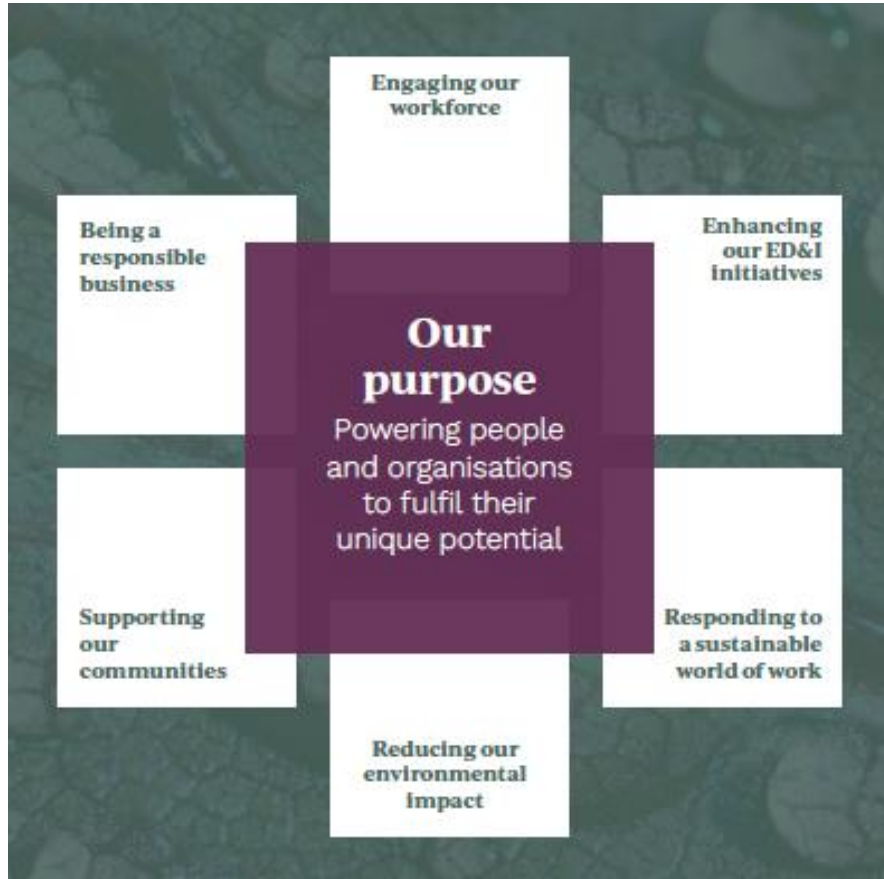 Engaging our
workforce
Being a
responsible
business
Enhancing
our ED&I
initiatives
Our
purpose
Powering people
and organisations
to fulfil their
unique potential
Supporting
our
communities
Responding to
a sustainable
world of work
Reducing our
environmental
impact